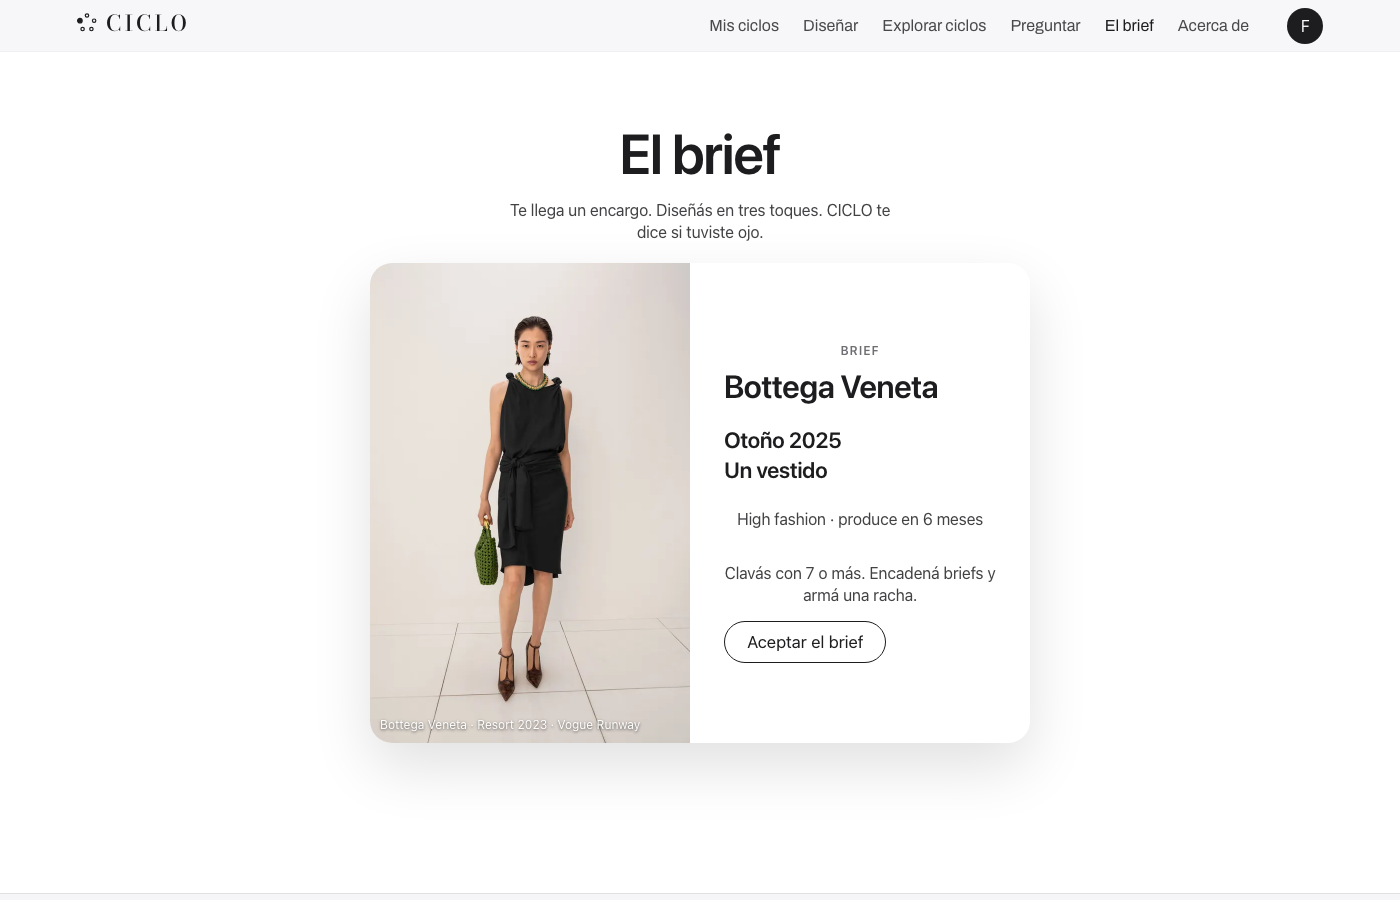 CICLO
Mis ciclos
Diseñar
Explorar ciclos
Preguntar
El brief
Acerca de
F
El brief
Te llega un encargo. Diseñás en tres toques. CICLO te
dice si tuviste ojo.
BRIEF
Bottega Veneta
Otoño 2025
Un vestido
High fashion · produce en 6 meses
Clavás con 7 o más. Encadená briefs y
armá una racha.
Aceptar el brief
Bottega Veneta · Resort 2023 · Vogue Runway